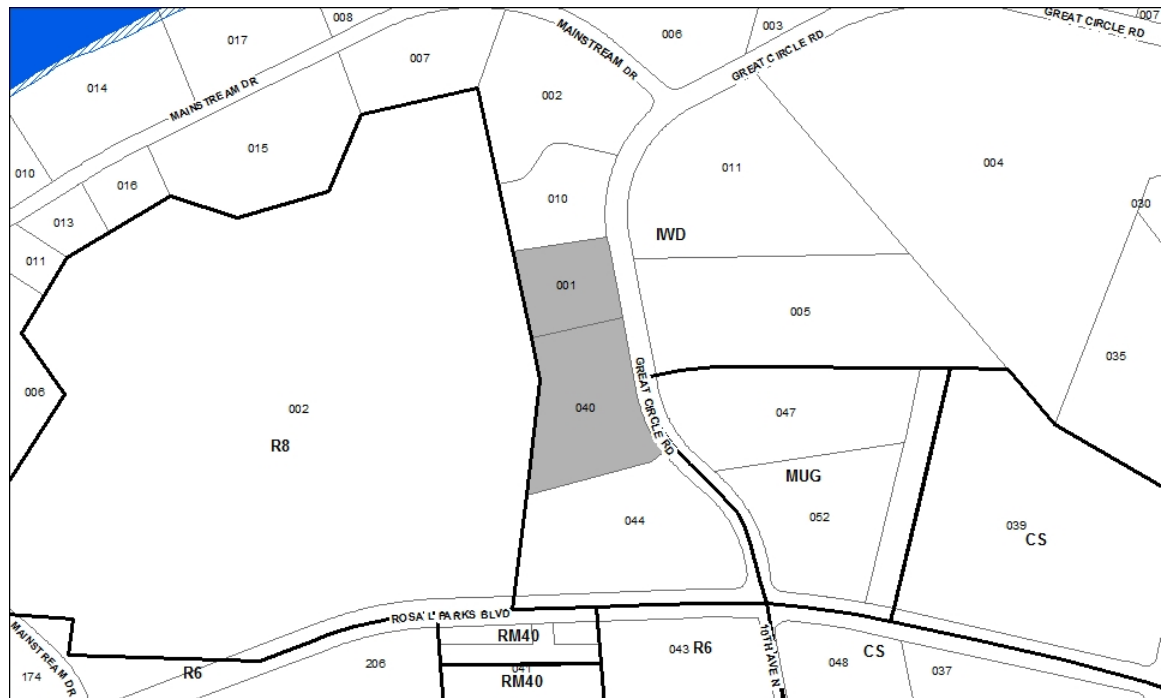 008
003
007
GREAT CIRCLE RD
017
MAINSTREAM DR
006
GREAT CIRCLE RD
007
014
MAINSTREAM DR
002
015
011
004
010
016
010
030
013
IWD
011
001
005
035
006
002
040
GREAT CIRCLE RD
047
R8
MUG
044
052
039
CS
ROSA L PARKS BLVD
MAINSTREAM DR
RM40
10TH AVE N
043
R6
CS
174
R6
206
041
RM40
048
037